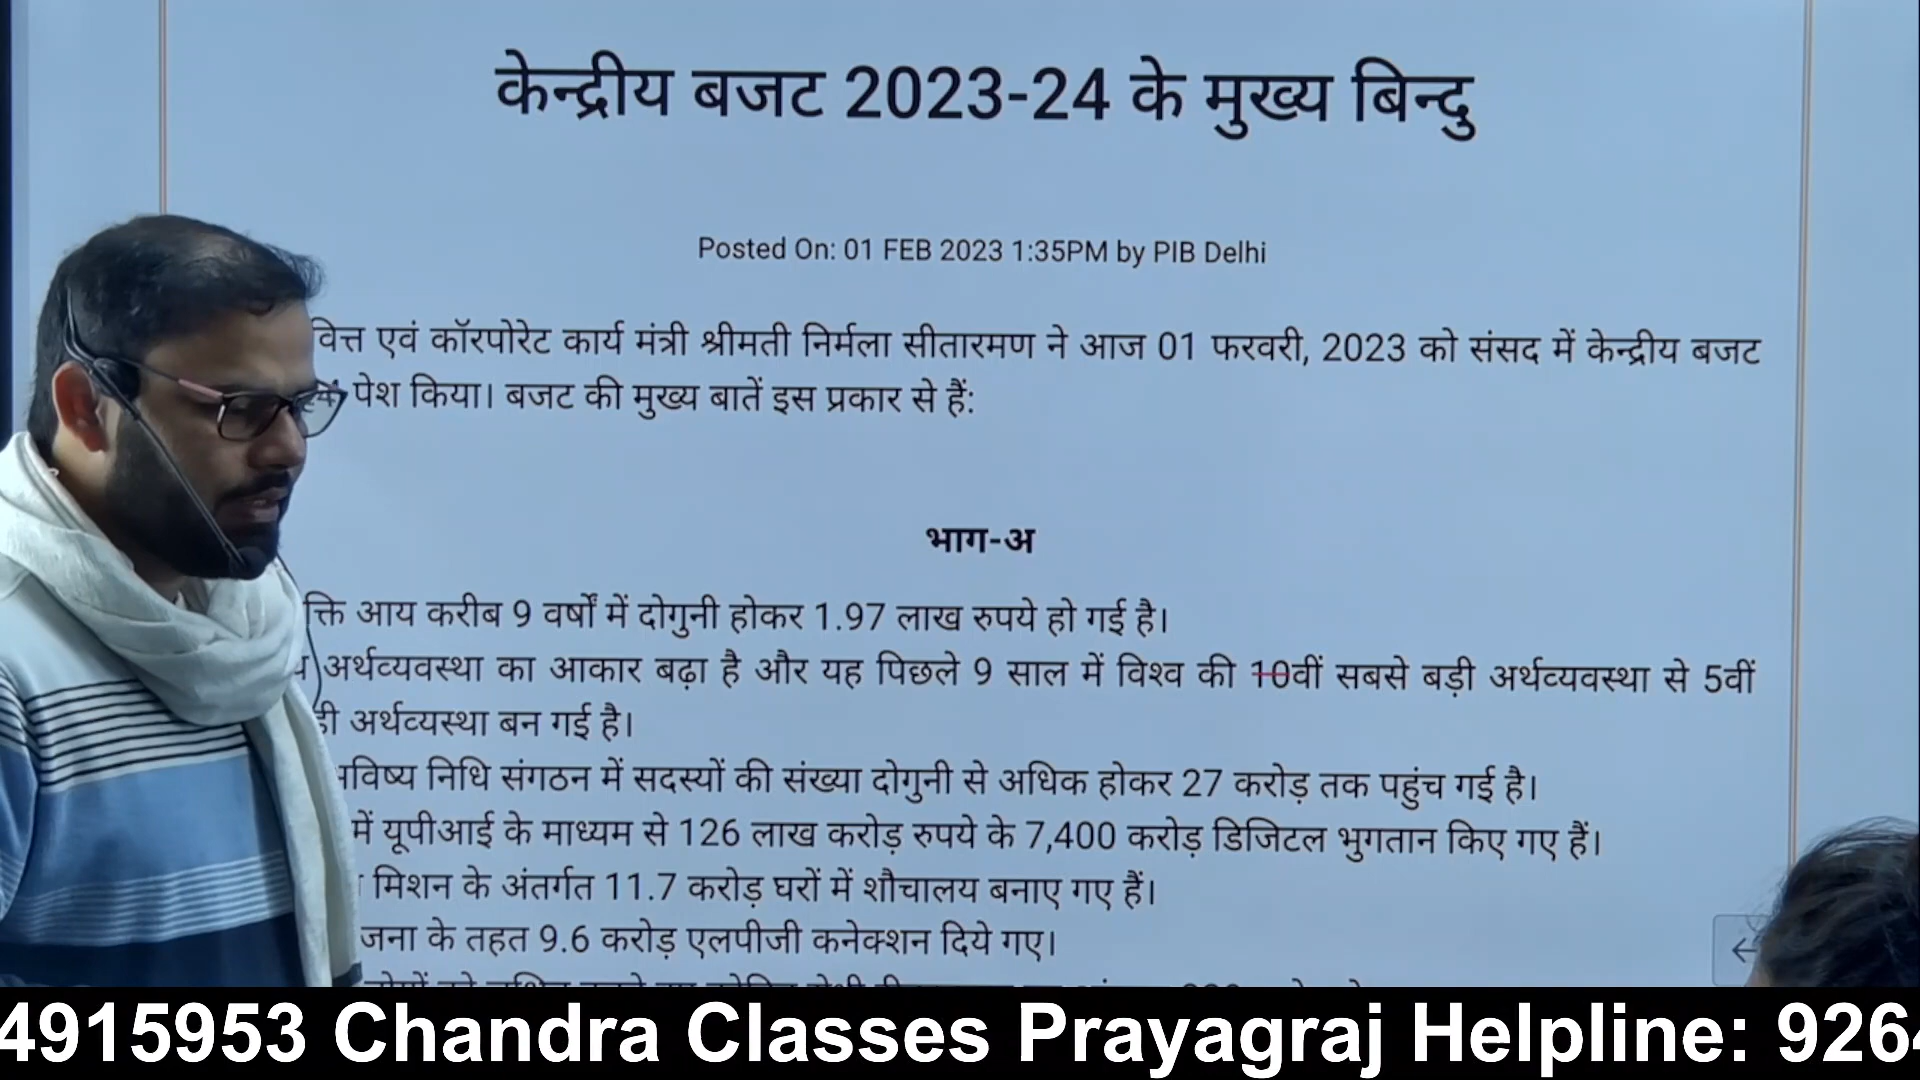 केन्द्रीय बजट 2023-24 के मुख्य बिन्दु
Posted On: 01 FEB 2023 1:35PM by PIB Delhi
वित्त एवं कॉरपोरेट कार्य मंत्री श्रीमती निर्मला सीतारमण ने आज 01 फरवरी, 2023 को संसद में केन्द्रीय बजट
पेश किया। बजट की मुख्य बातें इस प्रकार से हैं:
भाग-अ
आय करीब 9 वर्षों में दोगुनी होकर 1.97 लाख रुपये हो गई है।
अर्थव्यवस्था का आकार बढ़ा है और यह पिछले 9 साल में विश्व की 10वीं सबसे बड़ी अर्थव्यवस्था से 5वीं
अर्थव्यस्था बन गई है।
निधि संगठन में सदस्यों की संख्या दोगुनी से अधिक होकर 27 करोड़ तक पहुंच गई है।
में यूपीआई के माध्यम से 126 लाख करोड़ रुपये के 7,400 करोड़ डिजिटल भुगतान किए गए हैं।
मिशन के अंतर्गत 11.7 करोड़ घरों में शौचालय बनाए गए हैं।
के तहत 9.6 करोड़ एलपीजी कनेक्शन दिये गए।
4915953 Chandra Classes Prayagraj Helpline: 926